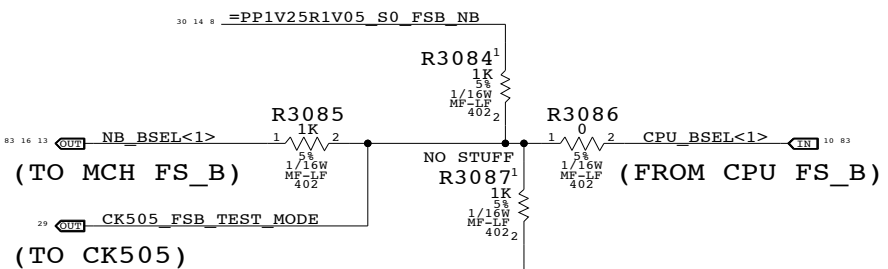 30 14 8 =PP1V25R1V05_S0_FSB_NB
R3084 1
1K
5%
1/16W
MF-LF
402 2
R3085
1K
1 2
5%
1/16W
MF-LF
402
R3086
0
1 2
5%
1/16W
MF-LF
402
83 16 13 OUT NB_BSEL<1>
CPU_BSEL<1> IN 10 83
(TO MCH FS_B)
(FROM CPU FS_B)
NO STUFF
R3087 1
1K
5%
1/16W
MF-LF
402 2
29 OUT CK505_FSB_TEST_MODE
(TO CK505)